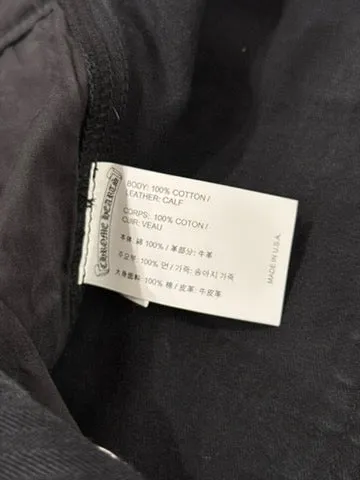 CHROME HEARTS
BODY: 100% COTTON /
LEATHER: CALF
CORPS: 100% COTON /
CUIR: VEAU
本体: 綿 100% / 革部分: 牛革
주요부: 100% 면 / 가죽: 송아지 가죽
大身面料: 100% 棉 / 皮革: 牛皮革
MADE IN U.S.A.